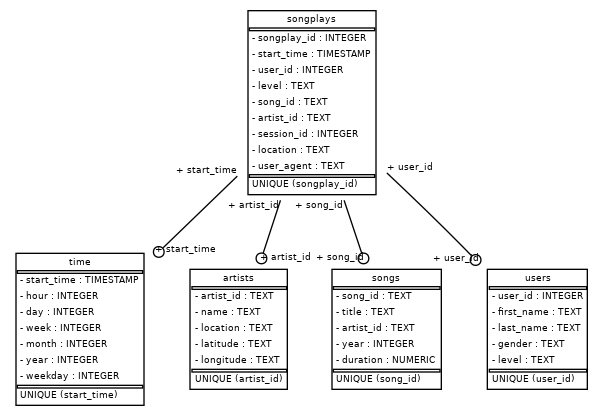 songplays
- songplay_id : INTEGER
- start_time : TIMESTAMP
- user_id : INTEGER
- level : TEXT
- song_id : TEXT
- artist_id : TEXT
- session_id : INTEGER
- location : TEXT
- user_agent : TEXT
UNIQUE (songplay_id)
+ start_time
+ user_id
+ artist_id
+ song_id
+ start_time
+ artist_id
+ song_id
+ user_id
time
- start_time : TIMESTAMP
- hour : INTEGER
- day : INTEGER
- week : INTEGER
- month : INTEGER
- year : INTEGER
- weekday : INTEGER
UNIQUE (start_time)
artists
- artist_id : TEXT
- name : TEXT
- location : TEXT
- latitude : TEXT
- longitude : TEXT
UNIQUE (artist_id)
songs
- song_id : TEXT
- title : TEXT
- artist_id : TEXT
- year : INTEGER
- duration : NUMERIC
UNIQUE (song_id)
users
- user_id : INTEGER
- first_name : TEXT
- last_name : TEXT
- gender : TEXT
- level : TEXT
UNIQUE (user_id)